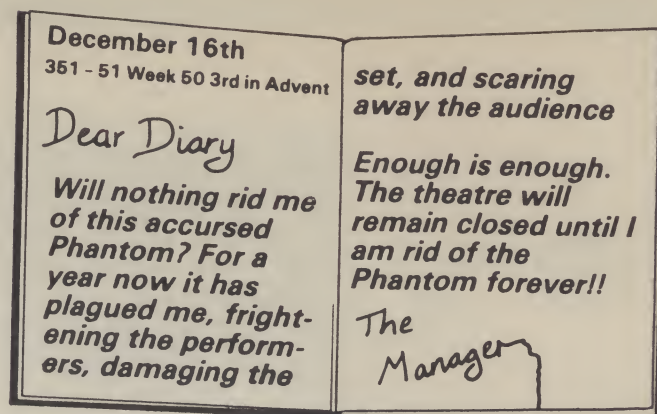 December 16th
351 - 51 Week 50 3rd in Advent
Dear Diary
Will nothing rid me
of this accursed
Phantom? For a
year now it has
plagued me, fright-
ening the perform-
ers, damaging the
set, and scaring
away the audience
Enough is enough.
The theatre will
remain closed until I
am rid of the
Phantom forever!!
The
Manager